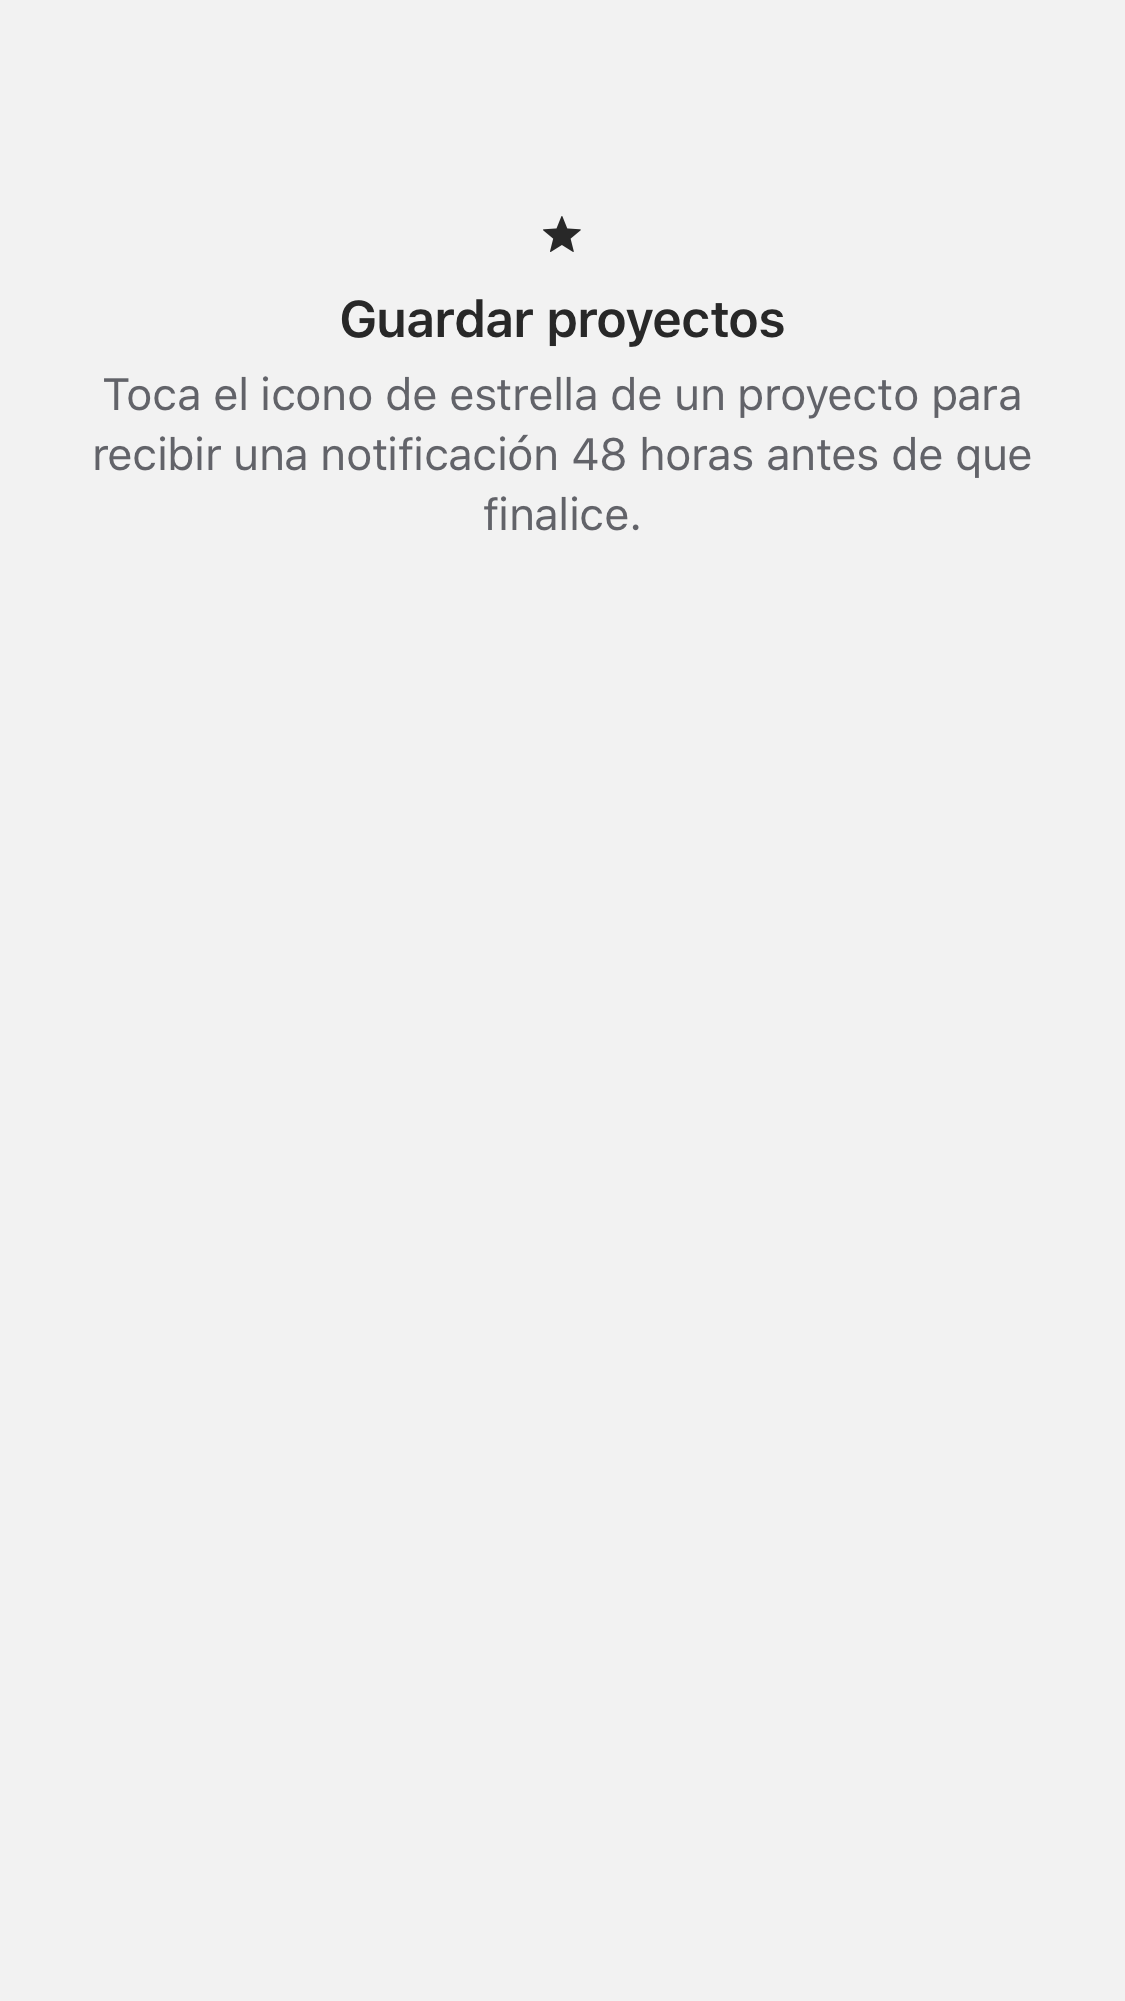 Guardar proyectos
Toca el icono de estrella de un proyecto para
recibir una notificación 48 horas antes de que
finalice.